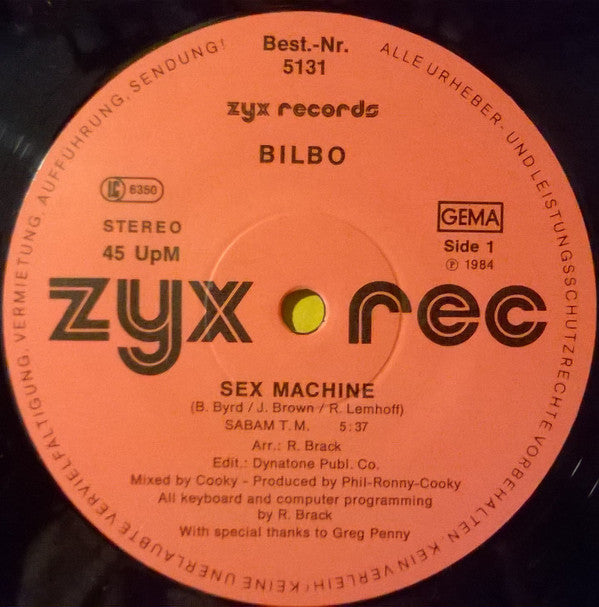 Best.-Nr.
5131
zyx records
BILBO
LC 6350
STEREO
45 UpM
GEMA
Side 1
Ⓟ 1984
zyx rec
SEX MACHINE
(B. Byrd / J. Brown / R. Lemhoff)
SABAM T. M. 5:37
Arr.: R. Brack
Edit.: Dynatone Publ. Co.
Mixed by Cooky - Produced by Phil-Ronny-Cooky
All keyboard and computer programming
by R. Brack
With special thanks to Greg Penny
ALLE URHEBER- UND LEISTUNGSSCHUTZRECHTE VORBEHALTEN. KEIN VERLEIH! KEINE UNERLAUBTE VERVIELFÄLTIGUNG, VERMIETUNG, AUFFÜHRUNG, SENDUNG!